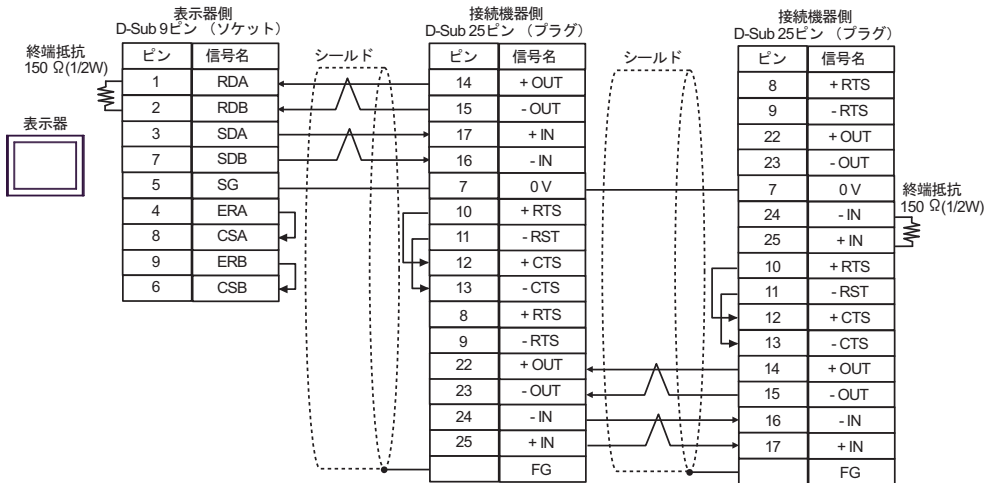 表示器側
D-Sub 9ピン （ソケット）
終端抵抗
150 Ω(1/2W)
表示器
ピン 信号名
1 RDA
2 RDB
3 SDA
7 SDB
5 SG
4 ERA
8 CSA
9 ERB
6 CSB
シールド
接続機器側
D-Sub 25ピン （プラグ）
ピン 信号名
14 + OUT
15 - OUT
17 + IN
16 - IN
7 0 V
10 + RTS
11 - RST
12 + CTS
13 - CTS
8 + RTS
9 - RTS
22 + OUT
23 - OUT
24 - IN
25 + IN
FG
シールド
接続機器側
D-Sub 25ピン （プラグ）
ピン 信号名
8 + RTS
9 - RTS
22 + OUT
23 - OUT
7 0 V
24 - IN
25 + IN
10 + RTS
11 - RST
12 + CTS
13 - CTS
14 + OUT
15 - OUT
16 - IN
17 + IN
FG
終端抵抗
150 Ω(1/2W)